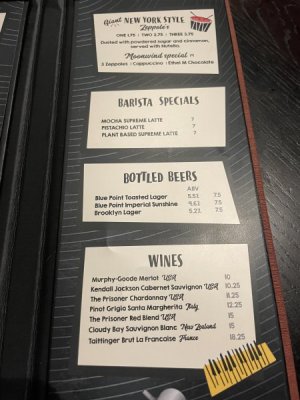 Giant NEW YORK STYLE
Zeppole's
ONE 1.75 | TWO 2.75 | THREE 3.75
Dusted with powdered sugar and cinnamon,
served with Nutella.
Moonwind special
3 Zeppoles | Cappuccino | Ethel M Chocolate
BARISTA SPECIALS
MOCHA SUPREME LATTE 7
PISTACHIO LATTE 7
PLANT BASED SUPREME LATTE 7
BOTTLED BEERS
ABV
Blue Point Toasted Lager 5.5% 7.5
Blue Point Imperial Sunshine 9.6% 7.5
Brooklyn Lager 5.2% 7.5
WINES
Murphy-Goode Merlot USA 10
Kendall Jackson Cabernet Sauvignon USA 10.25
The Prisoner Chardonnay USA 11.25
Pinot Grigio Santa Margherita Italy 12.25
The Prisoner Red Blend USA 15
Cloudy Bay Sauvignon Blanc New Zealand 15
Taittinger Brut La Francaise France 18.25